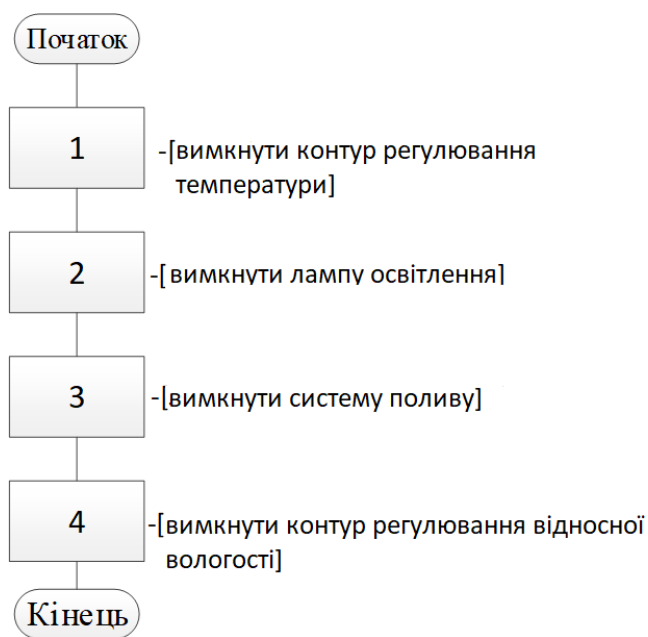 Початок
1
-[вимкнути контур регулювання
температури]
2
-[вимкнути лампу освітлення]
3
-[вимкнути систему поливу]
4
-[вимкнути контур регулювання відносної
вологості]
Кінець